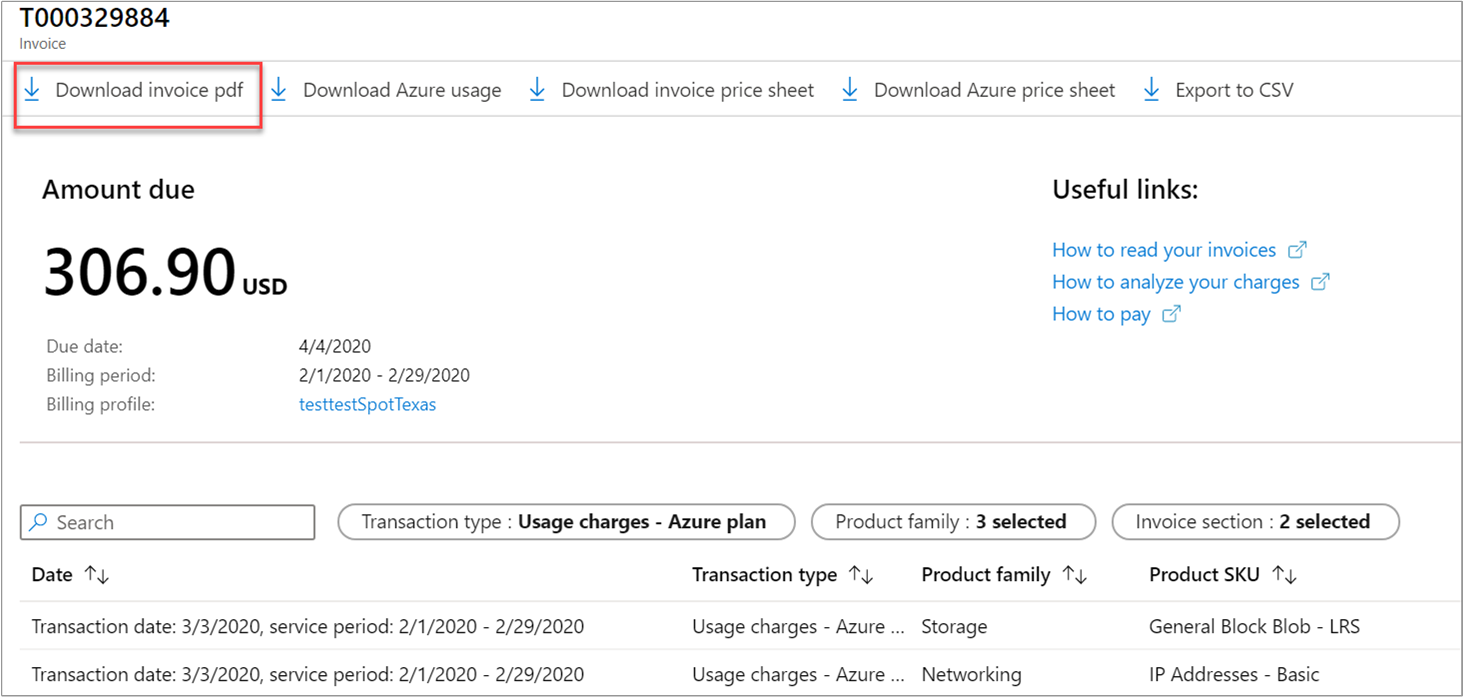 T000329884
Invoice
Download invoice pdf Download Azure usage Download invoice price sheet Download Azure price sheet Export to CSV
Amount due
Useful links:
306.90 USD
How to read your invoices
How to analyze your charges
How to pay
Due date: 4/4/2020
Billing period: 2/1/2020 - 2/29/2020
Billing profile: testtestSpotTexas
Search Transaction type : Usage charges - Azure plan Product family : 3 selected Invoice section : 2 selected
Date Transaction type Product family Product SKU
Transaction date: 3/3/2020, service period: 2/1/2020 - 2/29/2020 Usage charges - Azure ... Storage General Block Blob - LRS
Transaction date: 3/3/2020, service period: 2/1/2020 - 2/29/2020 Usage charges - Azure ... Networking IP Addresses - Basic